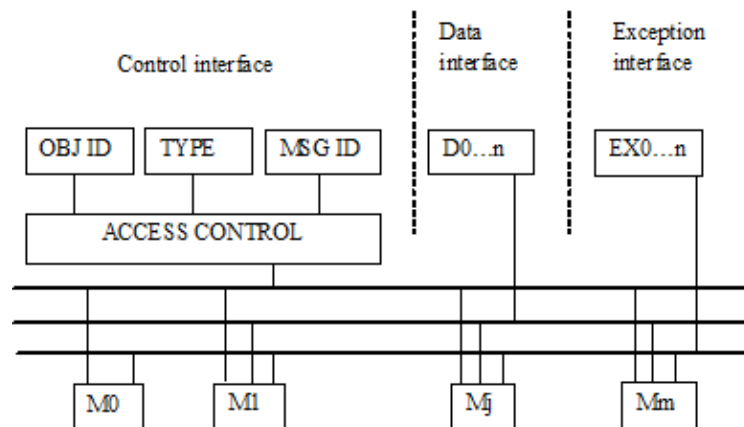 Control interface
Data
interface
Exception
interface
OBJ ID
TYPE
MSG ID
D0...n
EX0...n
ACCESS CONTROL
M0
M1
Mj
Mm